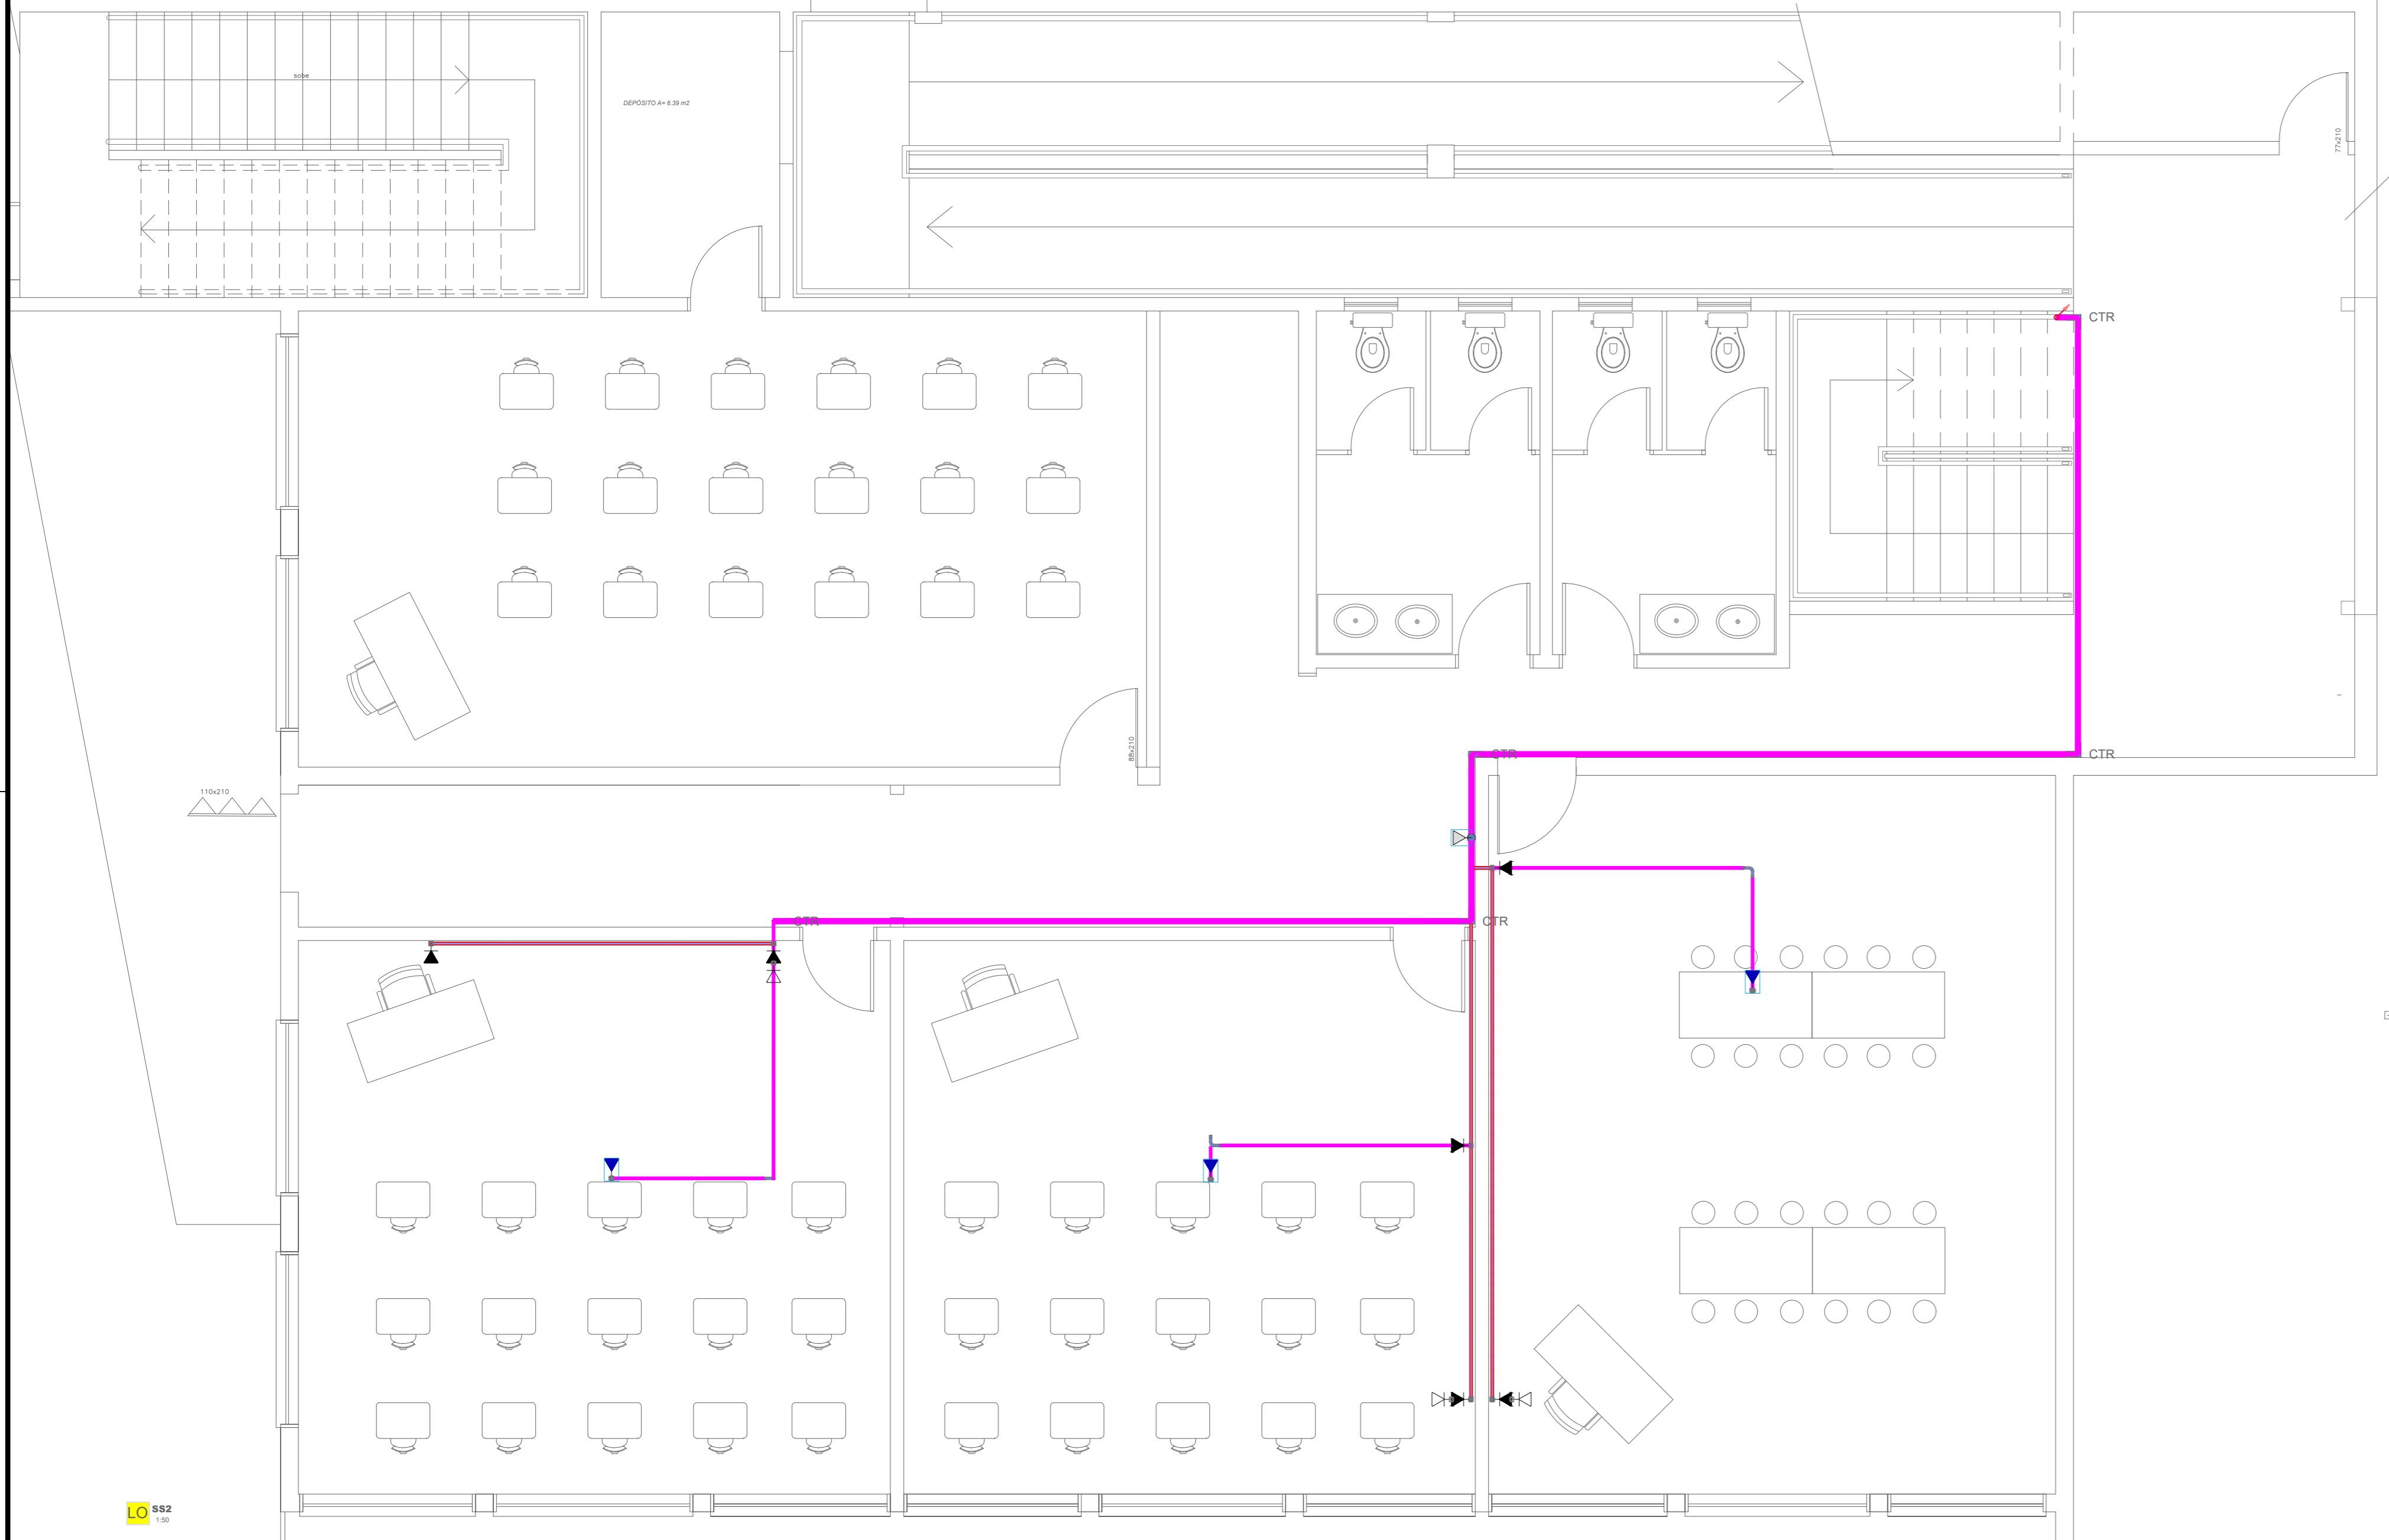 sobe
DEPÓSITO A= 6.39 m2
77x210
CTR
88x210
CTR
CTR
110x210
CTR
CTR
LO SS2
1:50